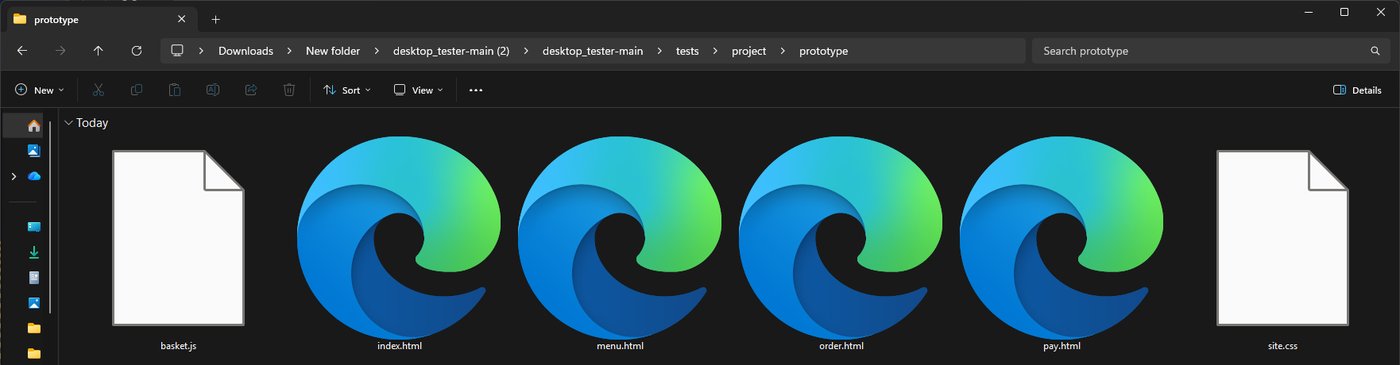 prototype
Downloads New folder desktop_tester-main (2) desktop_tester-main tests project prototype Search prototype
New Sort View Details
Today
basket.js index.html menu.html order.html pay.html site.css